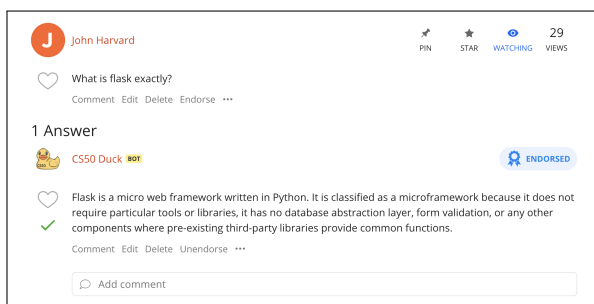 J John Harvard
PIN STAR WATCHING 29 VIEWS
What is flask exactly?
Comment Edit Delete Endorse •••
1 Answer
CS50 Duck BOT ENDORSED
Flask is a micro web framework written in Python. It is classified as a microframework because it does not
require particular tools or libraries, it has no database abstraction layer, form validation, or any other
components where pre-existing third-party libraries provide common functions.
Comment Edit Delete Unendorse •••
Add comment